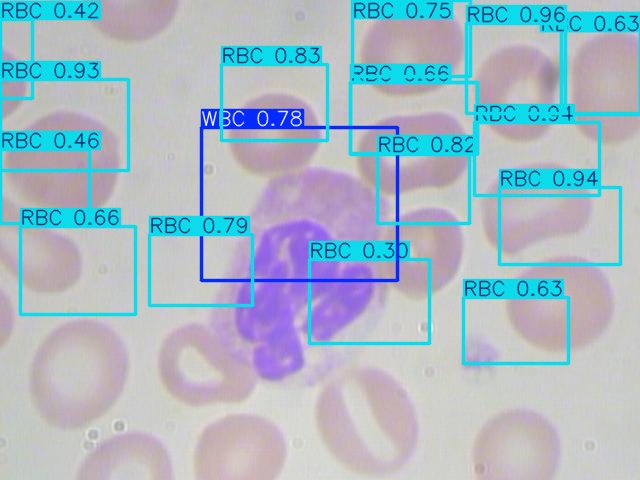 RBC 0.42
RBC 0.75
RBC 0.96
RBC 0.63
RBC 0.83
RBC 0.93
RBC 0.66
WBC 0.78
RBC 0.94
RBC 0.46
RBC 0.82
RBC 0.94
RBC 0.66
RBC 0.79
RBC 0.30
RBC 0.63